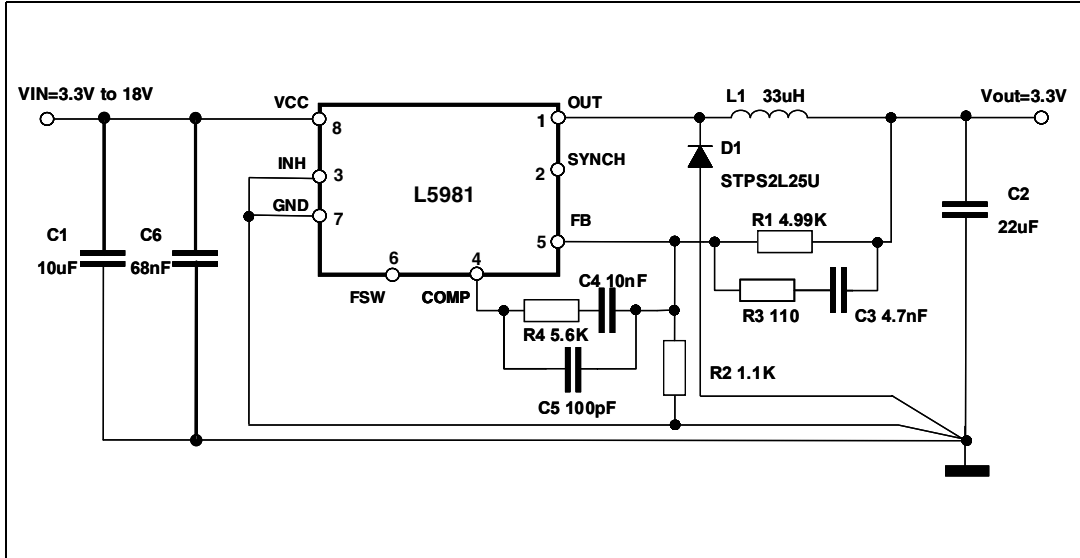 VIN=3.3V to 18V
VCC
OUT
L1 33uH
Vout=3.3V
8
1
INH
3
SYNCH
2
D1
STPS2L25U
L5981
GND
7
FB
5
C2
22uF
R1 4.99K
C1
10uF
C6
68nF
6
4
FSW
COMP
C4 10nF
R3 110
C3 4.7nF
R4 5.6K
R2 1.1K
C5 100pF